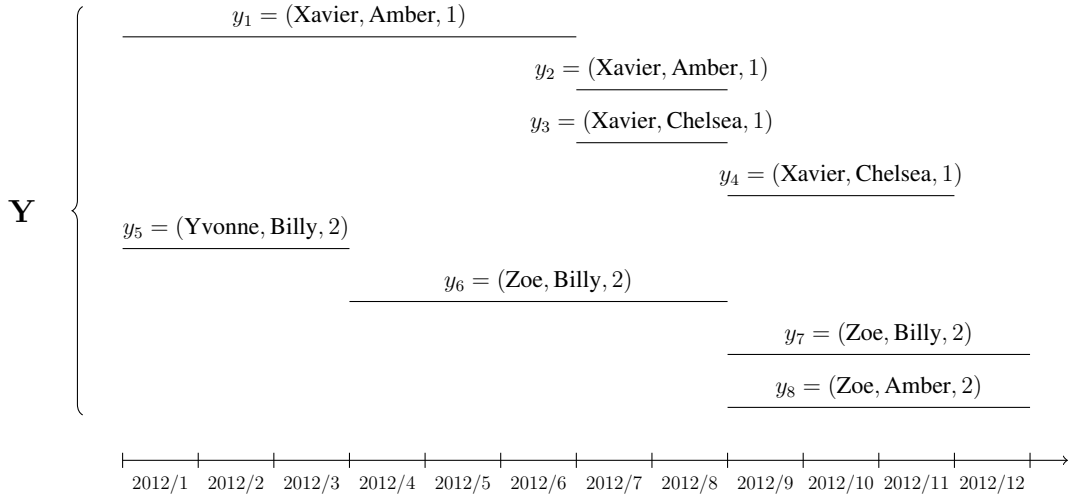 y₁ = (Xavier, Amber, 1)
y₂ = (Xavier, Amber, 1)
y₃ = (Xavier, Chelsea, 1)
y₄ = (Xavier, Chelsea, 1)
Y
y₅ = (Yvonne, Billy, 2)
y₆ = (Zoe, Billy, 2)
y₇ = (Zoe, Billy, 2)
y₈ = (Zoe, Amber, 2)
2012/1 2012/2 2012/3 2012/4 2012/5 2012/6 2012/7 2012/8 2012/9 2012/10 2012/11 2012/12